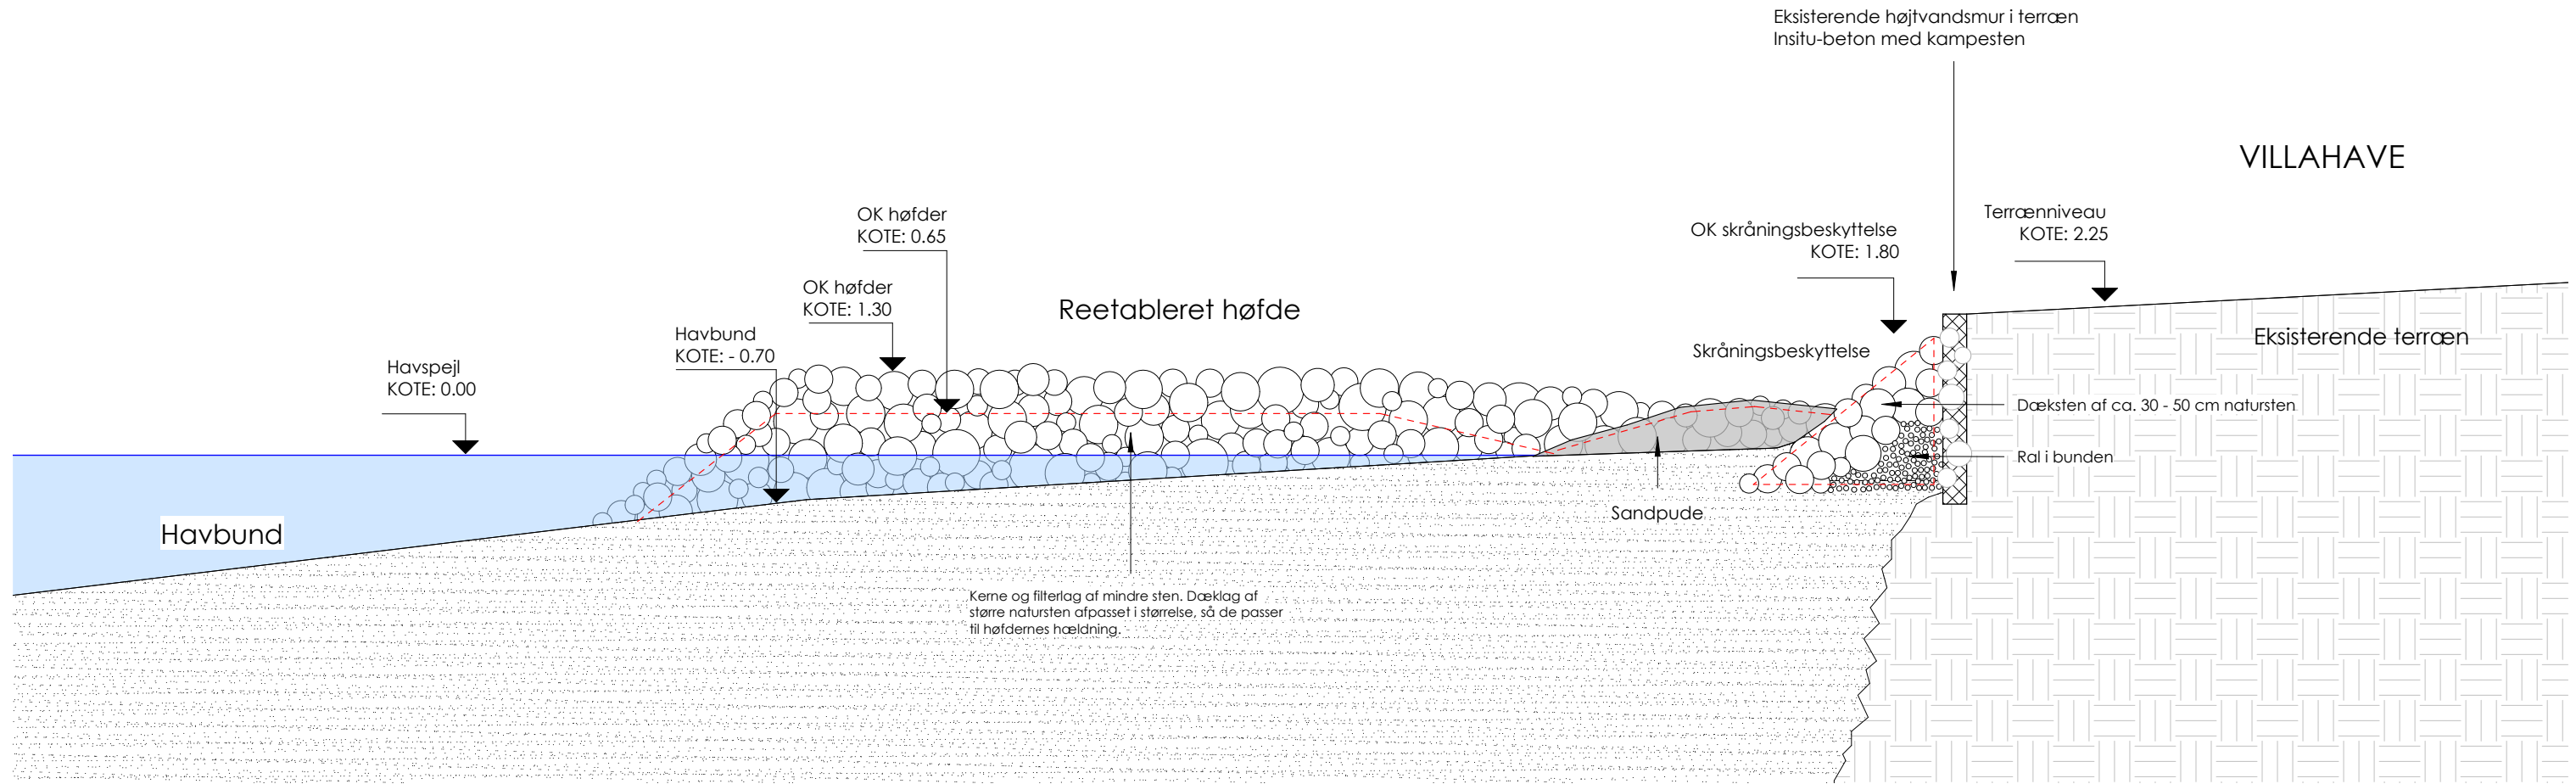 Eksisterende højtvandsmur i terræn
Insitu-beton med kampesten
VILLAHAVE
OK høfder
KOTE: 0.65
Terrænniveau
KOTE: 2.25
OK skråningsbeskyttelse
KOTE: 1.80
OK høfder
KOTE: 1.30
Reetableret høfde
Havbund
KOTE: - 0.70
Eksisterende terræn
Skråningsbeskyttelse
Havspejl
KOTE: 0.00
Dæksten af ca. 30 - 50 cm natursten
Ral i bunden
Sandpude
Havbund
Kerne og filterlag af mindre sten. Dæklag af
større natursten afpasset i størrelse, så de passer
til høfdernes hældning.